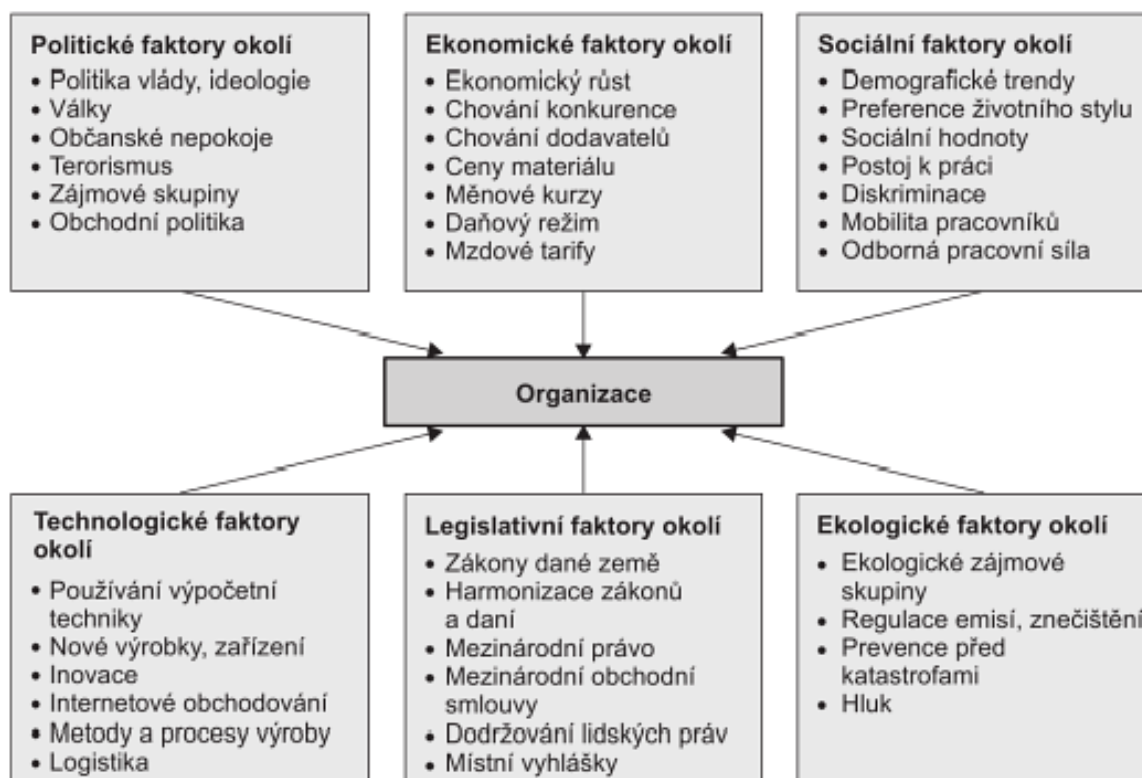 Politické faktory okolí
• Politika vlády, ideologie
• Války
• Občanské nepokoje
• Terorismus
• Zájmové skupiny
• Obchodní politika
Ekonomické faktory okolí
• Ekonomický růst
• Chování konkurence
• Chování dodavatelů
• Ceny materiálu
• Měnové kurzy
• Daňový režim
• Mzdové tarify
Sociální faktory okolí
• Demografické trendy
• Preference životního stylu
• Sociální hodnoty
• Postoj k práci
• Diskriminace
• Mobilita pracovníků
• Odborná pracovní síla
Organizace
Technologické faktory
okolí
• Používání výpočetní
techniky
• Nové výrobky, zařízení
• Inovace
• Internetové obchodování
• Metody a procesy výroby
• Logistika
Legislativní faktory okolí
• Zákony dané země
• Harmonizace zákonů
a daní
• Mezinárodní právo
• Mezinárodní obchodní
smlouvy
• Dodržování lidských práv
• Místní vyhlášky
Ekologické faktory okolí
• Ekologické zájmové
skupiny
• Regulace emisí, znečištění
• Prevence před
katastrofami
• Hluk